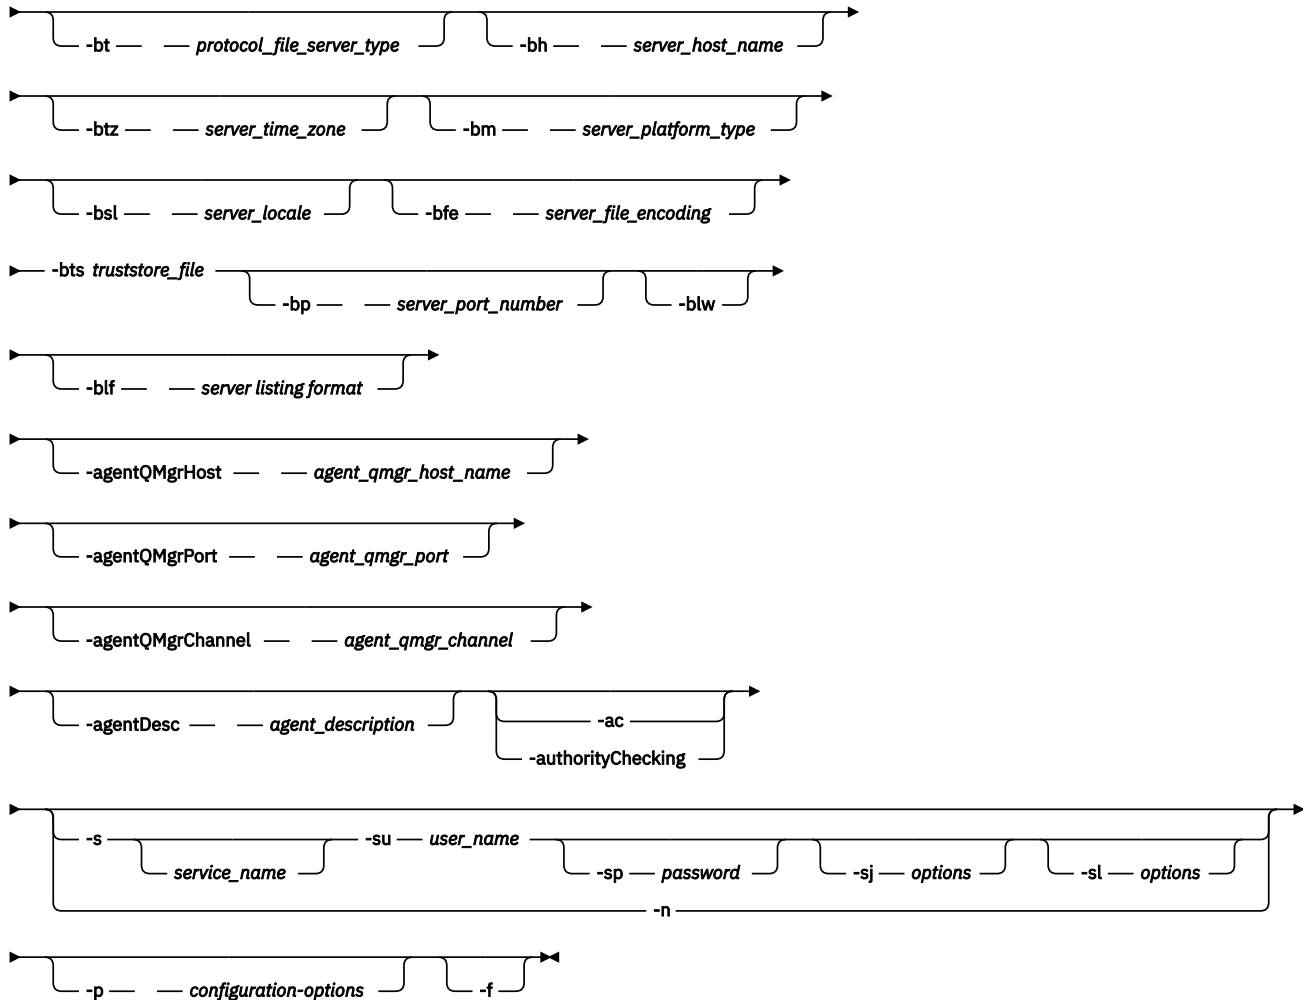 -bt protocol_file_server_type -bh server_host_name
-btz server_time_zone -bm server_platform_type
-bsl server_locale -bfe server_file_encoding
-bts truststore_file
-bp server_port_number -blw
-blf server listing format
-agentQMgrHost agent_qmgr_host_name
-agentQMgrPort agent_qmgr_port
-agentQMgrChannel agent_qmgr_channel
-agentDesc agent_description -ac
-authorityChecking
-s -su user_name
service_name -sp password -sj options -sl options
-n
-p configuration-options -f